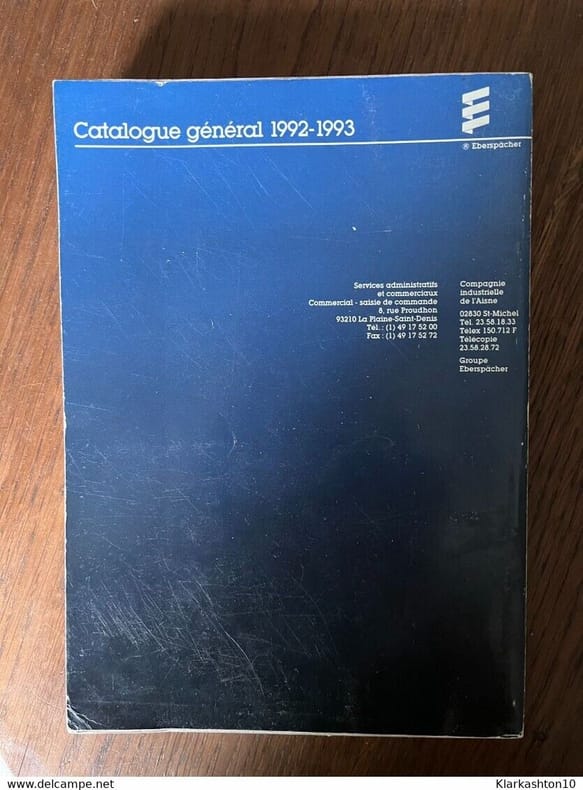 Catalogue général 1992-1993
® Eberspächer
Services administratifs
et commerciaux
Commercial - saisie de commande
8, rue Proudhon
93210 La Plaine-Saint-Denis
Tél. : (1) 49 17 52 00
Fax : (1) 49 17 52 72
Compagnie
industrielle
de l'Aisne
02830 St-Michel
Tél. 23.58.18.33
Télex 150.712 F
Télécopie
23.58.28.72
Groupe
Eberspächer
www.delcampe.net
Klarkashton10